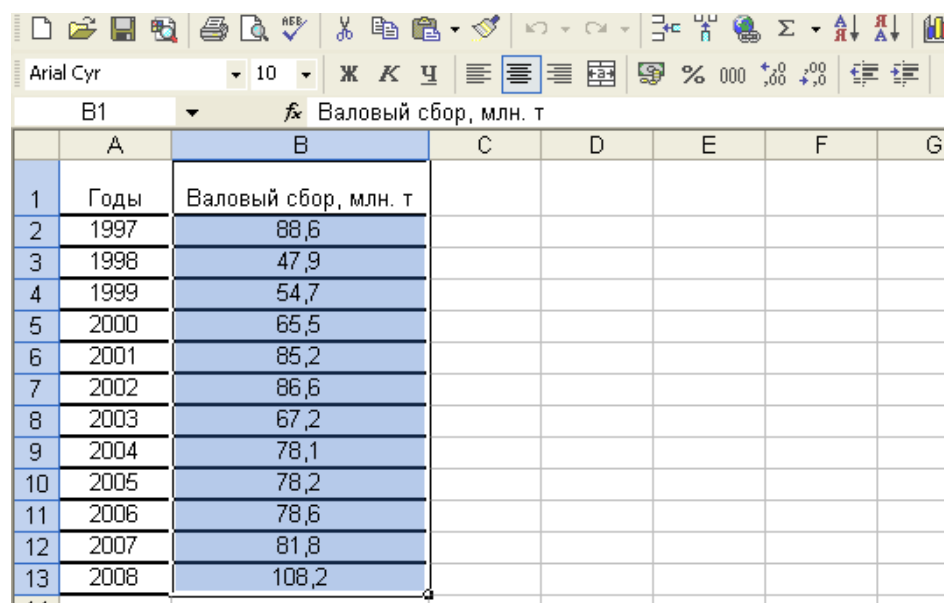 АБВ Σ А Я Я А
Arial Cyr 10 Ж К Ч % 000 ,00 ,00
B1 fx Валовый сбор, млн. т
A B C D E F G
1 Годы Валовый сбор, млн. т
2 1997 88,6
3 1998 47,9
4 1999 54,7
5 2000 65,5
6 2001 85,2
7 2002 86,6
8 2003 67,2
9 2004 78,1
10 2005 78,2
11 2006 78,6
12 2007 81,8
13 2008 108,2